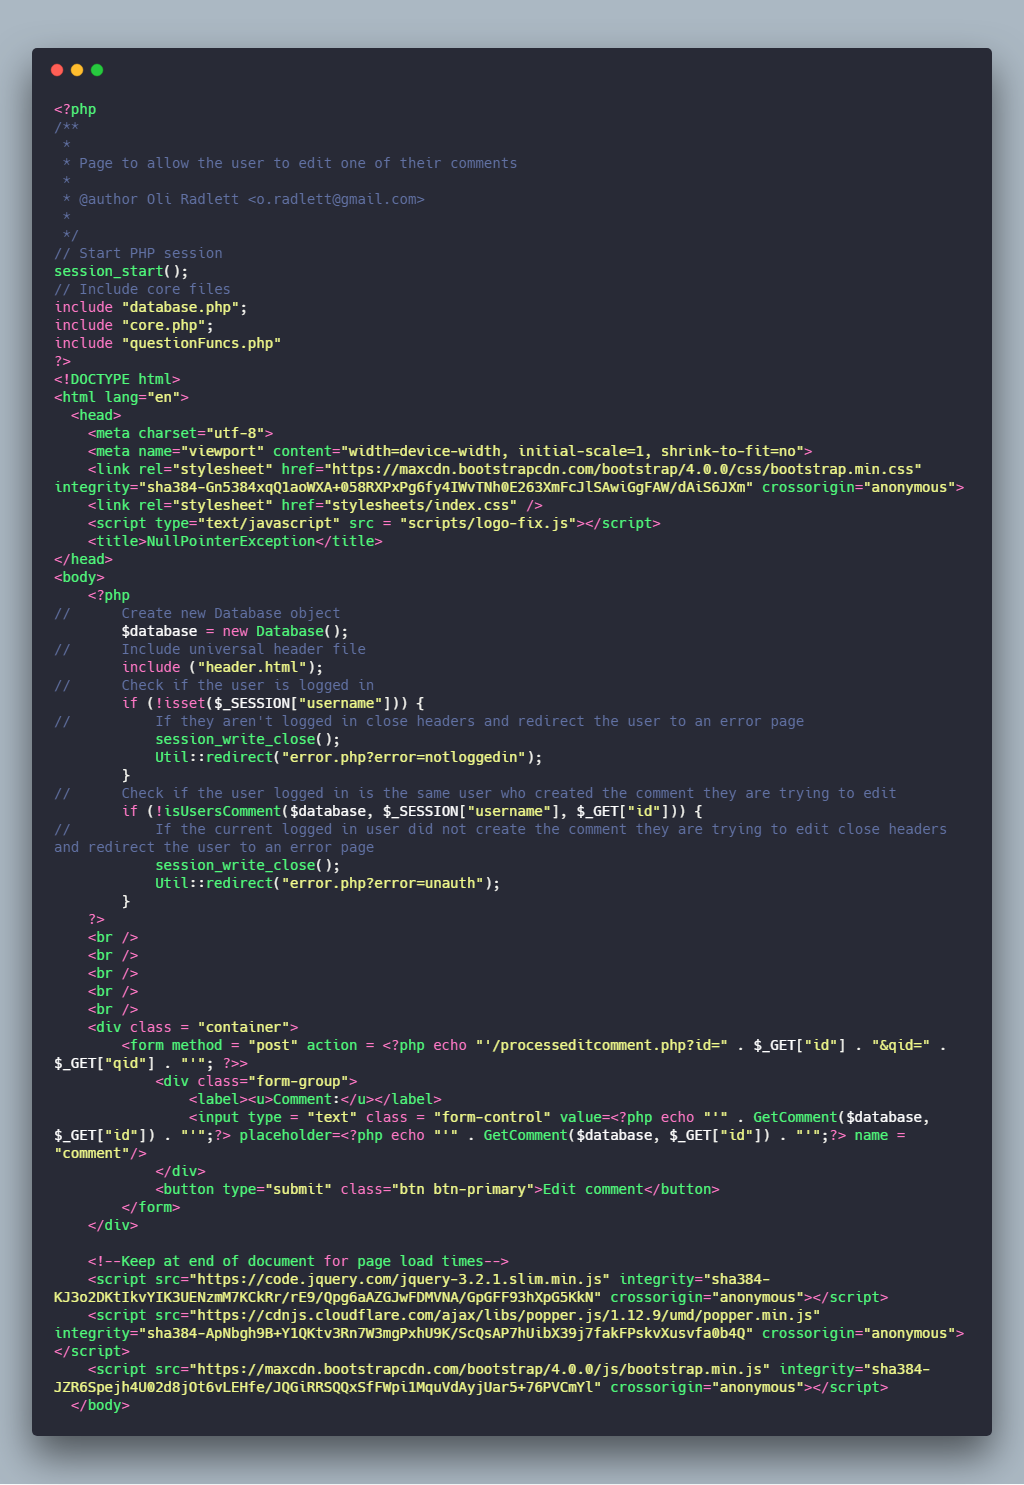 <?php
/**
 *
 * Page to allow the user to edit one of their comments
 *
 * @author Oli Radlett <o.radlett@gmail.com>
 *
 */
// Start PHP session
session_start();
// Include core files
include "database.php";
include "core.php";
include "questionFuncs.php"
?>
<!DOCTYPE html>
<html lang="en">
  <head>
    <meta charset="utf-8">
    <meta name="viewport" content="width=device-width, initial-scale=1, shrink-to-fit=no">
    <link rel="stylesheet" href="https://maxcdn.bootstrapcdn.com/bootstrap/4.0.0/css/bootstrap.min.css"
integrity="sha384-Gn5384xqQ1aoWXA+058RXPxPg6fy4IWvTNh0E263XmFcJlSAwiGgFAW/dAiS6JXm" crossorigin="anonymous">
    <link rel="stylesheet" href="stylesheets/index.css" />
    <script type="text/javascript" src = "scripts/logo-fix.js"></script>
    <title>NullPointerException</title>
</head>
<body>
    <?php
//      Create new Database object
        $database = new Database();
//      Include universal header file
        include ("header.html");
//      Check if the user is logged in
        if (!isset($_SESSION["username"])) {
//          If they aren't logged in close headers and redirect the user to an error page
            session_write_close();
            Util::redirect("error.php?error=notloggedin");
        }
//      Check if the user logged in is the same user who created the comment they are trying to edit
        if (!isUsersComment($database, $_SESSION["username"], $_GET["id"])) {
//          If the current logged in user did not create the comment they are trying to edit close headers
and redirect the user to an error page
            session_write_close();
            Util::redirect("error.php?error=unauth");
        }
    ?>
    <br />
    <br />
    <br />
    <br />
    <br />
    <div class = "container">
        <form method = "post" action = <?php echo "'/processeditcomment.php?id=" . $_GET["id"] . "&qid=" .
$_GET["qid"] . "'"; ?>>
            <div class="form-group">
                <label><u>Comment:</u></label>
                <input type = "text" class = "form-control" value=<?php echo "'" . GetComment($database,
$_GET["id"]) . "'";?> placeholder=<?php echo "'" . GetComment($database, $_GET["id"]) . "'";?> name =
"comment"/>
            </div>
            <button type="submit" class="btn btn-primary">Edit comment</button>
        </form>
    </div>

    <!--Keep at end of document for page load times-->
    <script src="https://code.jquery.com/jquery-3.2.1.slim.min.js" integrity="sha384-
KJ3o2DKtIkvYIK3UENzmM7KCkRr/rE9/Qpg6aAZGJwFDMVNA/GpGFF93hXpG5KkN" crossorigin="anonymous"></script>
    <script src="https://cdnjs.cloudflare.com/ajax/libs/popper.js/1.12.9/umd/popper.min.js"
integrity="sha384-ApNbgh9B+Y1QKtv3Rn7W3mgPxhU9K/ScQsAP7hUibX39j7fakFPskvXusvfa0b4Q" crossorigin="anonymous">
</script>
    <script src="https://maxcdn.bootstrapcdn.com/bootstrap/4.0.0/js/bootstrap.min.js" integrity="sha384-
JZR6Spejh4U02d8jOt6vLEHfe/JQGiRRSQQxSfFWpi1MquVdAyjUar5+76PVCmYl" crossorigin="anonymous"></script>
  </body>